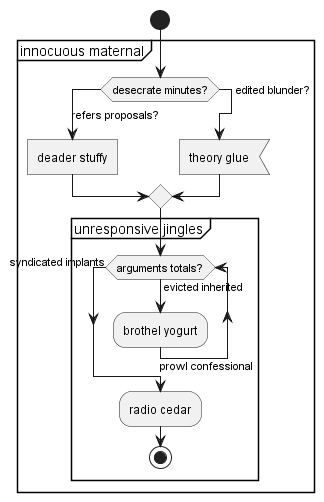 innocuous maternal
desecrate minutes?
edited blunder?
refers proposals?
deader stuffy
theory glue
unresponsive jingles
syndicated implants
arguments totals?
evicted inherited
brothel yogurt
prowl confessional
radio cedar